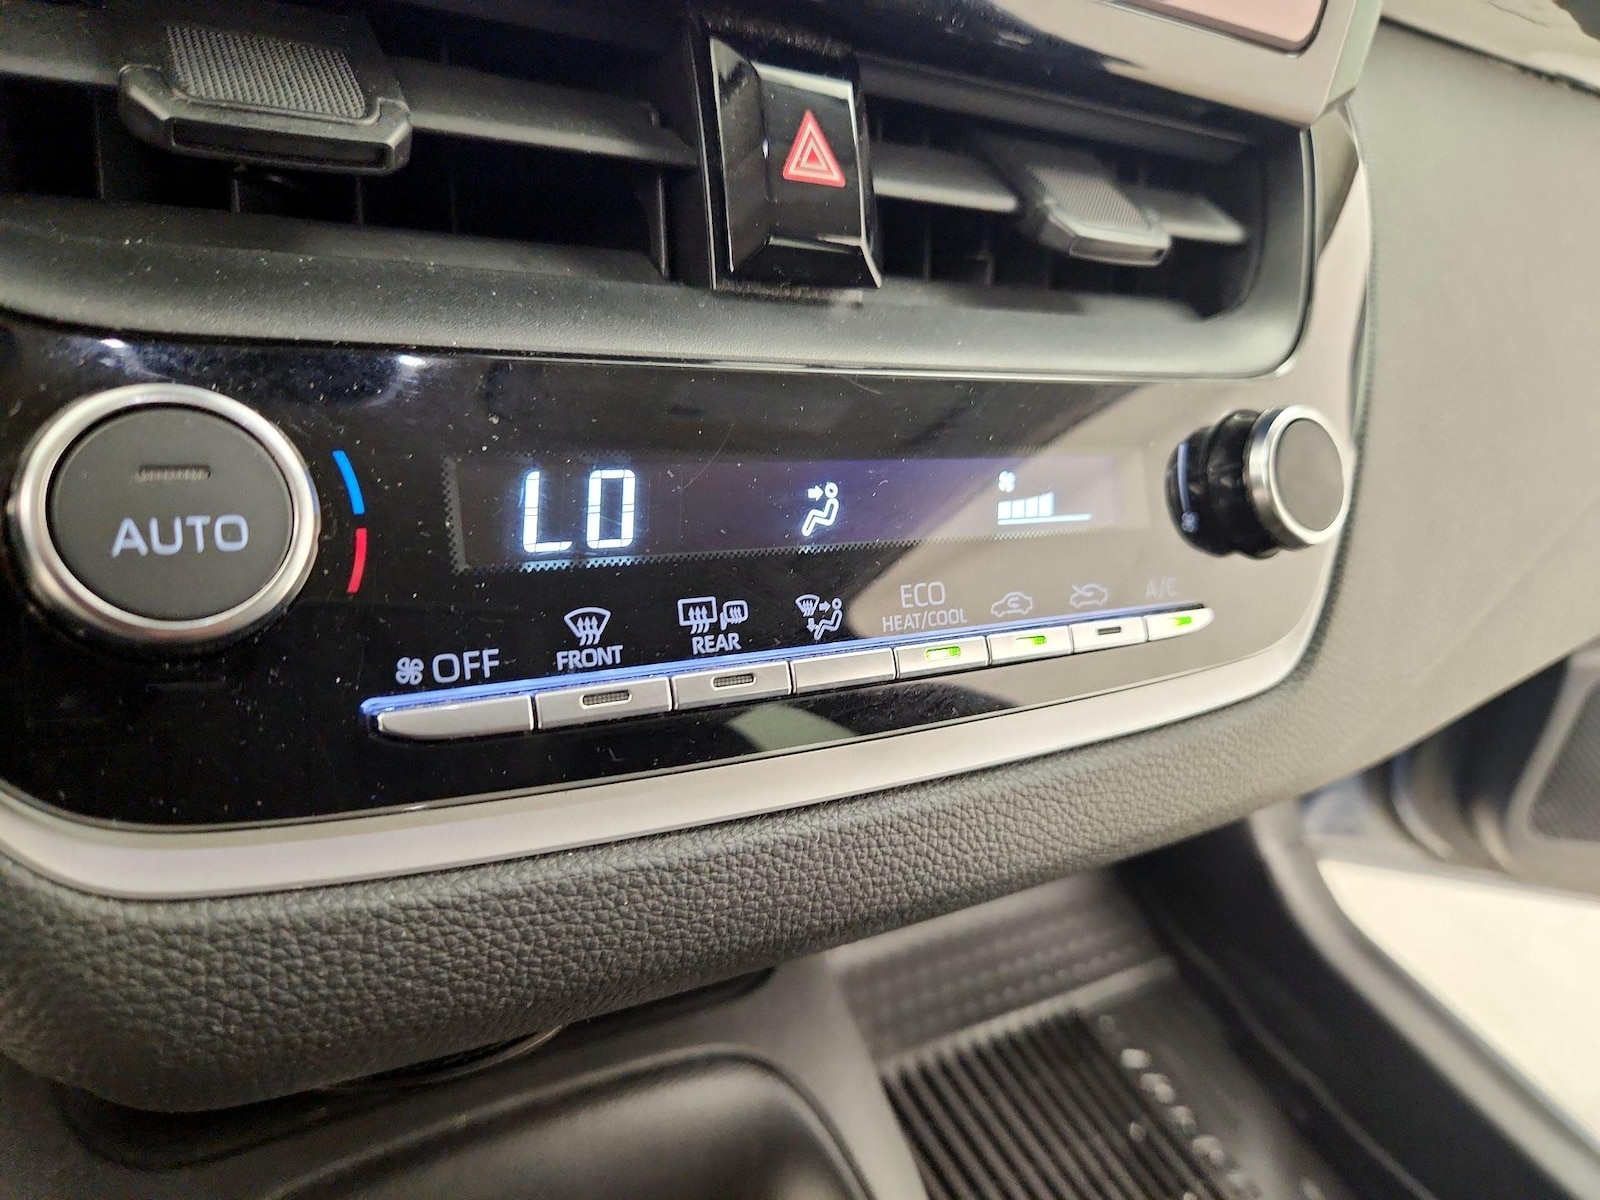 AUTO
LO
OFF
FRONT
REAR
ECO
HEAT/COOL
A/C